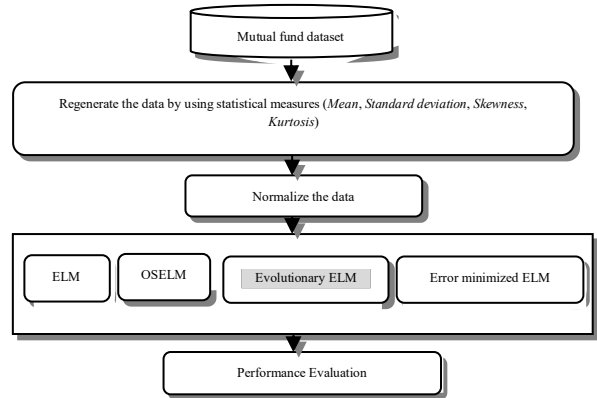 Mutual fund dataset
Regenerate the data by using statistical measures (Mean, Standard deviation, Skewness,
Kurtosis)
Normalize the data
ELM
OSELM
Evolutionary ELM
Error minimized ELM
Performance Evaluation